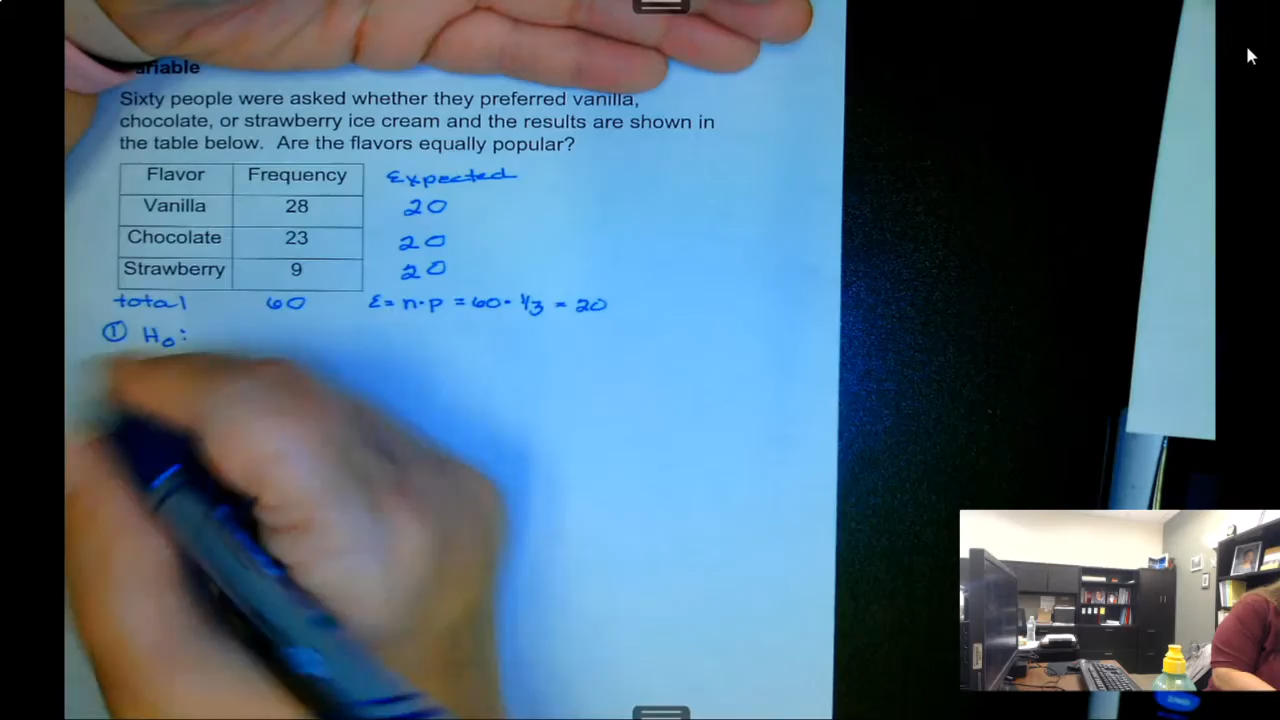 Sixty people were asked whether they preferred vanilla,
chocolate, or strawberry ice cream and the results are shown in
the table below. Are the flavors equally popular?
Flavor Frequency Expected
Vanilla 28 20
Chocolate 23 20
Strawberry 9 20
total 60 E = n·p = 60 · 1/3 = 20
① H₀: